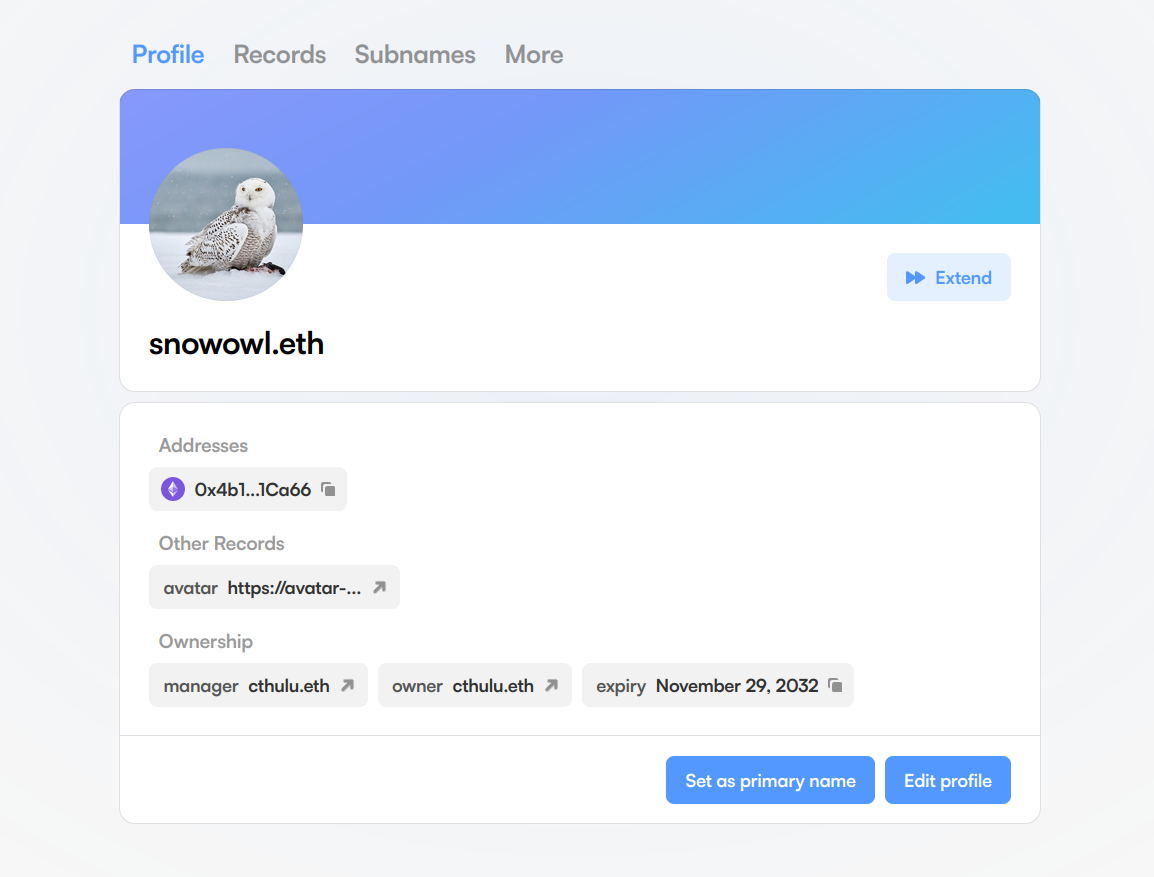 Profile Records Subnames More
Extend
snowowl.eth
Addresses
0x4b1...1Ca66
Other Records
avatar https://avatar-...
Ownership
manager cthulu.eth owner cthulu.eth expiry November 29, 2032
Set as primary name Edit profile